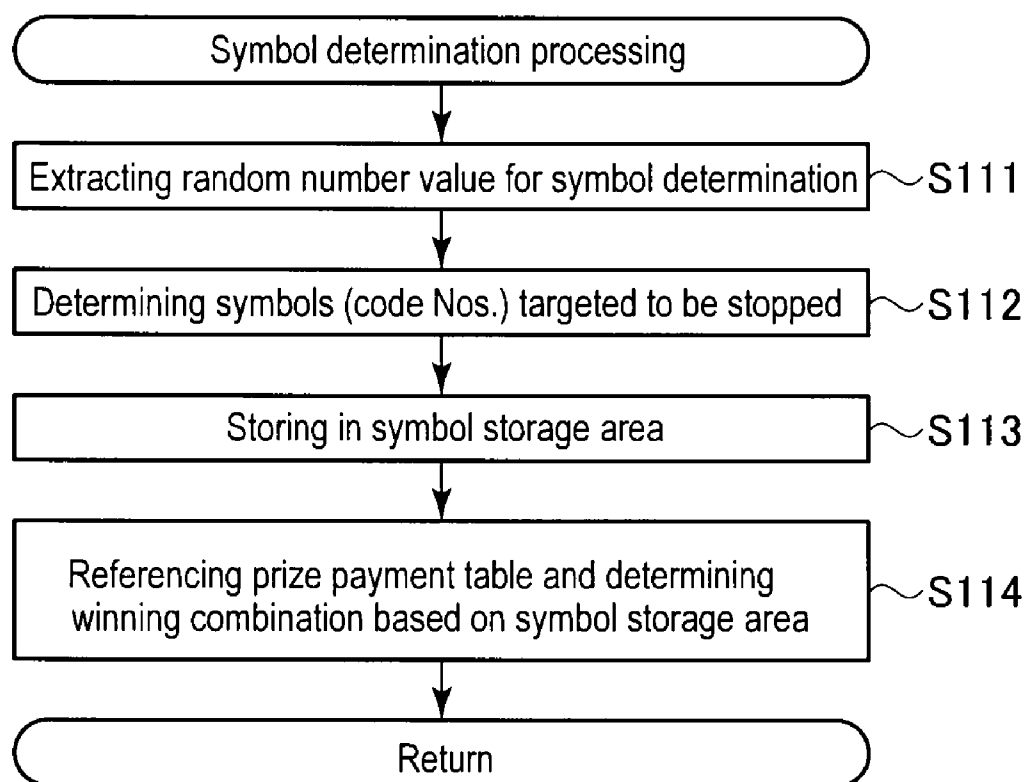 Symbol determination processing
Extracting random number value for symbol determination
S111
Determining symbols (code Nos.) targeted to be stopped
S112
Storing in symbol storage area
S113
Referencing prize payment table and determining
winning combination based on symbol storage area
S114
Return